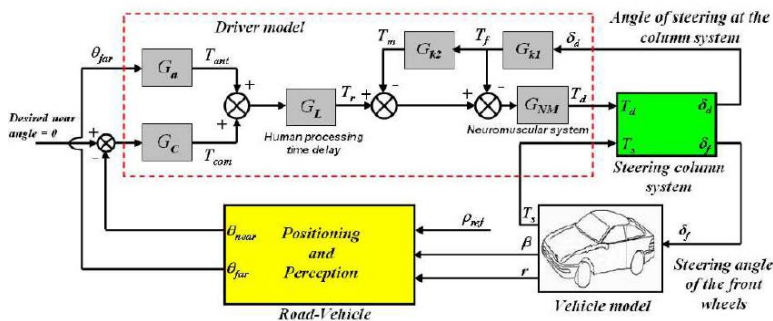 Driver model
Angle of steering at the
column system
θfar
Ga
Tant
Tm
Gk2
Tf
Gk1
δd
Desired near
angle = 0
GL
Tr
GNM
Td
Human processing
time delay
Neuromuscular system
GC
Tcom
Td
δd
Ts
δf
Steering column
system
θnear
θfar
Positioning
and
Perception
Road-Vehicle
ρref
β
r
Ts
δf
Vehicle model
Steering angle
of the front
wheels